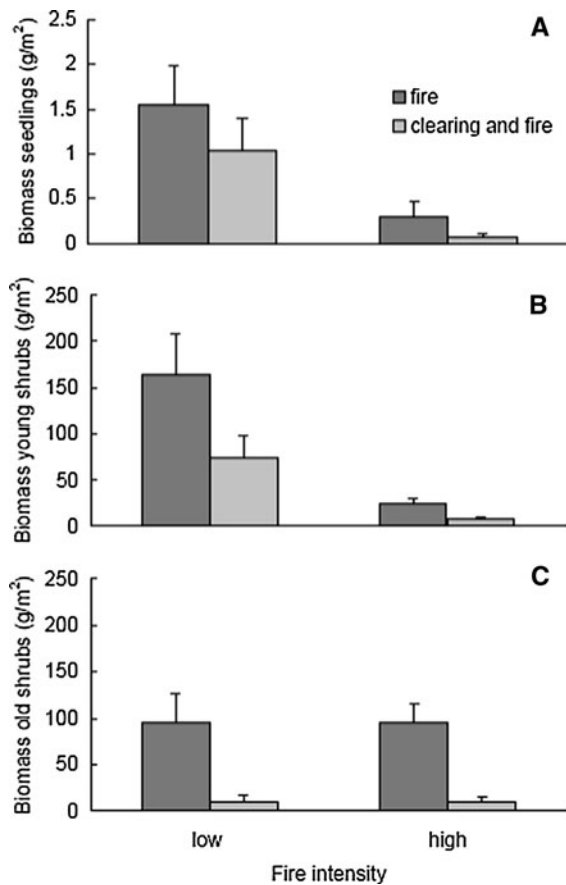 A
Biomass seedlings (g/m²)
2.5
2
1.5
1
0.5
0
fire
clearing and fire
B
Biomass young shrubs (g/m²)
250
200
150
100
50
0
C
Biomass old shrubs (g/m²)
250
200
150
100
50
0
low high
Fire intensity